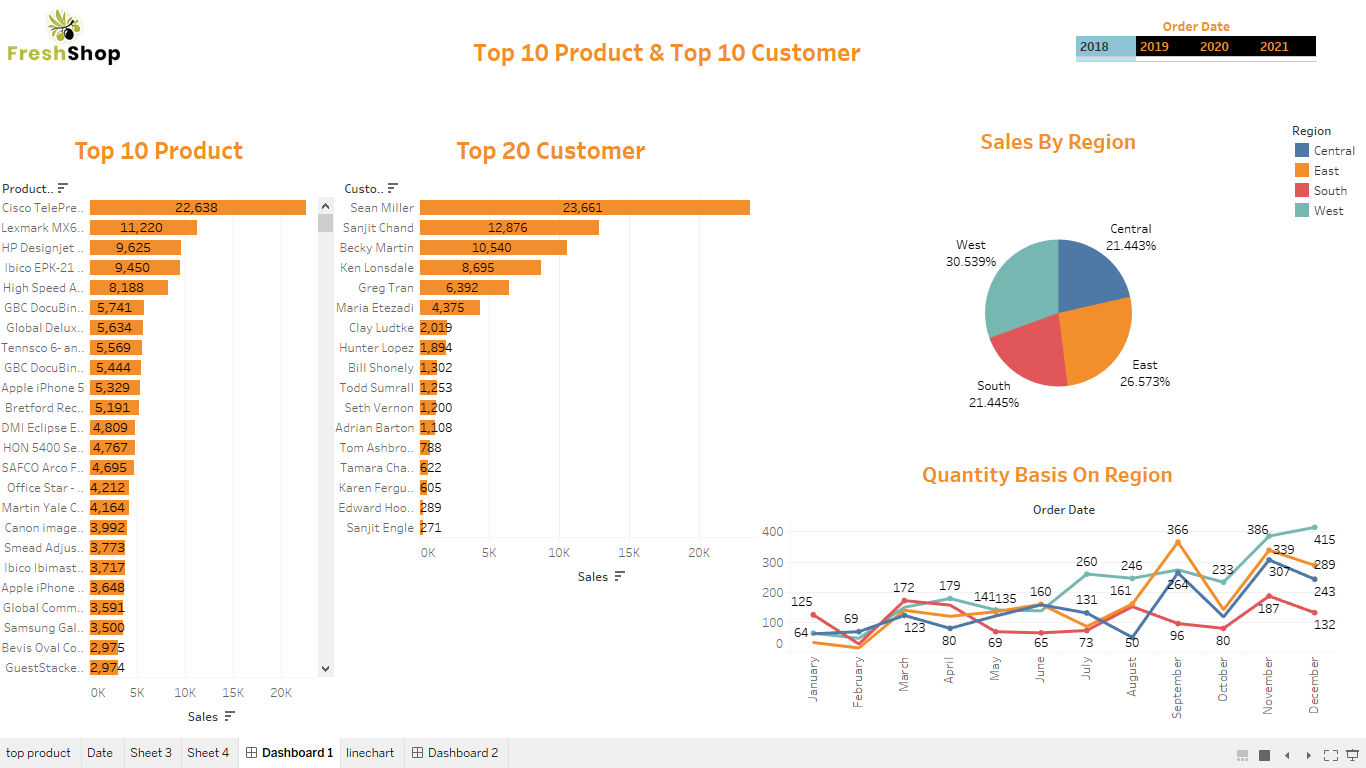 FreshShop
Top 10 Product & Top 10 Customer
Order Date
2018 2019 2020 2021
Top 10 Product
Product..
Cisco TelePre.. 22,638
Lexmark MX6.. 11,220
HP Designjet .. 9,625
Ibico EPK-21 .. 9,450
High Speed A.. 8,188
GBC DocuBin.. 5,741
Global Delux.. 5,634
Tennsco 6- an.. 5,569
GBC DocuBin.. 5,444
Apple iPhone 5 5,329
Bretford Rec.. 5,191
DMI Eclipse E.. 4,809
HON 5400 Se.. 4,767
SAFCO Arco F.. 4,695
Office Star - .. 4,212
Martin Yale C.. 4,164
Canon image.. 3,992
Smead Adjus.. 3,773
Ibico Ibimast.. 3,717
Apple iPhone .. 3,648
Global Comm.. 3,591
Samsung Gal.. 3,500
Bevis Oval Co.. 2,975
GuestStacke.. 2,974
0K 5K 10K 15K 20K
Sales
Top 20 Customer
Custo..
Sean Miller 23,661
Sanjit Chand 12,876
Becky Martin 10,540
Ken Lonsdale 8,695
Greg Tran 6,392
Maria Etezadi 4,375
Clay Ludtke 2,019
Hunter Lopez 1,894
Bill Shonely 1,302
Todd Sumrall 1,253
Seth Vernon 1,200
Adrian Barton 1,108
Tom Ashbro.. 788
Tamara Cha.. 622
Karen Fergu.. 605
Edward Hoo.. 289
Sanjit Engle 271
0K 5K 10K 15K 20K
Sales
Sales By Region
Central
21.443%
East
26.573%
South
21.445%
West
30.539%
Region
Central
East
South
West
Quantity Basis On Region
Order Date
400
300
200
100
0
125
64
69
172
123
179
80
141
135
69
160
65
260
131
73
246
161
50
366
264
96
233
80
386
339
307
187
415
289
243
132
January
February
March
April
May
June
July
August
September
October
November
December
top product Date Sheet 3 Sheet 4 Dashboard 1 linechart Dashboard 2